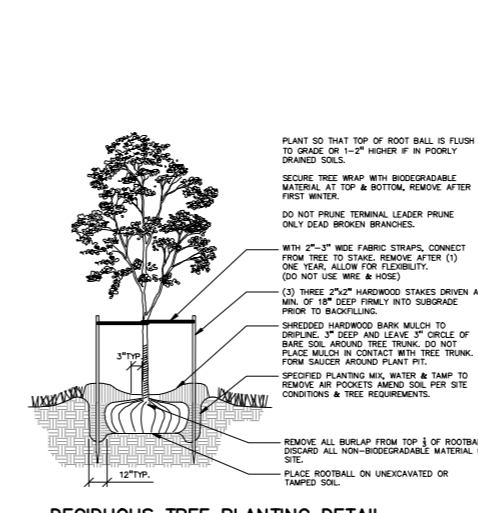 PLANT SO THAT TOP OF ROOT BALL IS FLUSH
TO GRADE OR 1-2" HIGHER IF IN POORLY
DRAINED SOILS.
SECURE TREE WRAP WITH BIODEGRADABLE
MATERIAL AT TOP & BOTTOM, REMOVE AFTER
FIRST WINTER.
DO NOT PRUNE TERMINAL LEADER PRUNE
ONLY DEAD BROKEN BRANCHES.
WITH 2"-3" WIDE FABRIC STRAPS, CONNECT
FROM TREE TO STAKE. REMOVE AFTER (1)
ONE YEAR, ALLOW FOR FLEXIBILITY.
(DO NOT USE WIRE & HOSE)
(3) THREE 2"x2" HARDWOOD STAKES DRIVEN A
MIN. OF 18" DEEP FIRMLY INTO SUBGRADE
PRIOR TO BACKFILLING.
SHREDDED HARDWOOD BARK MULCH TO
DRIPLINE. 3" DEEP AND LEAVE 3" CIRCLE OF
BARE SOIL AROUND TREE TRUNK. DO NOT
PLACE MULCH IN CONTACT WITH TREE TRUNK.
FORM SAUCER AROUND PLANT PIT.
3"TYP.
SPECIFIED PLANTING MIX, WATER & TAMP TO
REMOVE AIR POCKETS AMEND SOIL PER SITE
CONDITIONS & TREE REQUIREMENTS.
REMOVE ALL BURLAP FROM TOP OF ROOTBA
DISCARD ALL NON-BIODEGRADABLE MATERIAL
SITE.
PLACE ROOTBALL ON UNEXCAVATED OR
TAMPED SOIL.
12"TYP.
DECIDUOUS TREE PLANTING DETAIL